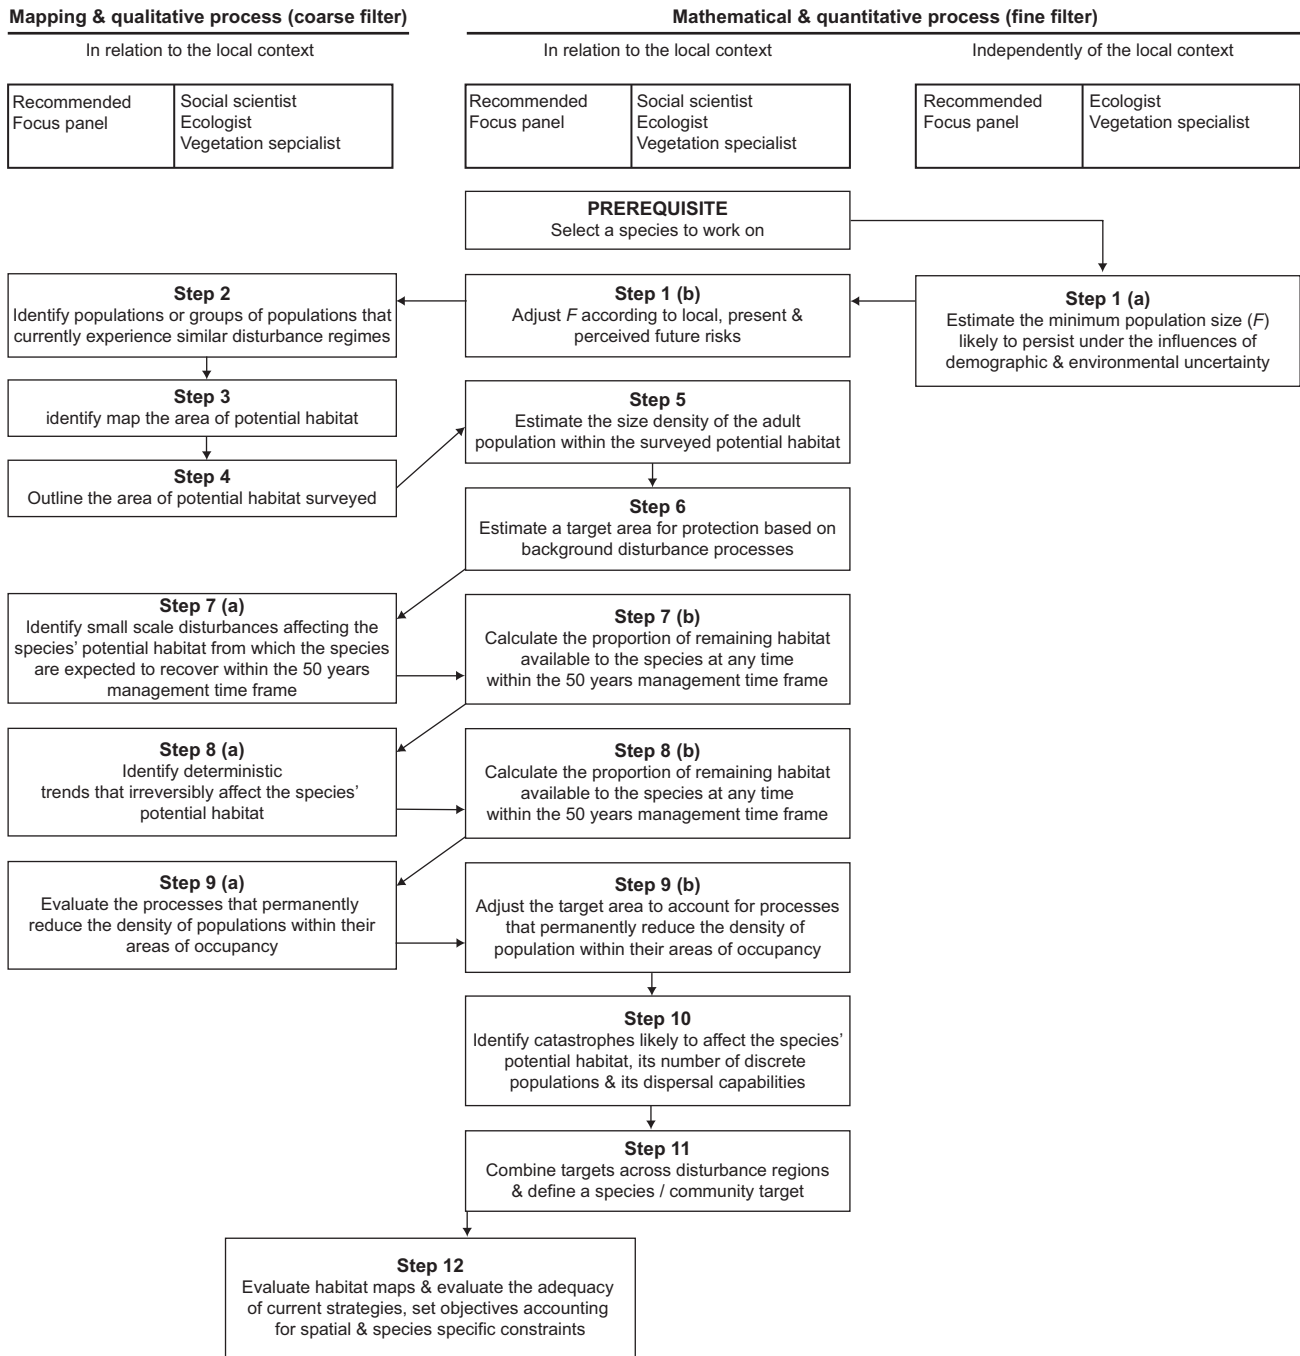 Mapping & qualitative process (coarse filter)
Mathematical & quantitative process (fine filter)
In relation to the local context
In relation to the local context
Independently of the local context
Recommended
Focus panel
Social scientist
Ecologist
Vegetation sepcialist
Recommended
Focus panel
Social scientist
Ecologist
Vegetation specialist
Recommended
Focus panel
Ecologist
Vegetation specialist
PREREQUISITE
Select a species to work on
Step 1 (a)
Estimate the minimum population size (F)
likely to persist under the influences of
demographic & environmental uncertainty
Step 1 (b)
Adjust F according to local, present &
perceived future risks
Step 2
Identify populations or groups of populations that
currently experience similar disturbance regimes
Step 3
identify map the area of potential habitat
Step 4
Outline the area of potential habitat surveyed
Step 5
Estimate the size density of the adult
population within the surveyed potential habitat
Step 6
Estimate a target area for protection based on
background disturbance processes
Step 7 (a)
Identify small scale disturbances affecting the
species' potential habitat from which the species
are expected to recover within the 50 years
management time frame
Step 7 (b)
Calculate the proportion of remaining habitat
available to the species at any time
within the 50 years management time frame
Step 8 (a)
Identify deterministic
trends that irreversibly affect the species'
potential habitat
Step 8 (b)
Calculate the proportion of remaining habitat
available to the species at any time
within the 50 years management time frame
Step 9 (a)
Evaluate the processes that permanently
reduce the density of populations within their
areas of occupancy
Step 9 (b)
Adjust the target area to account for processes
that permanently reduce the density of
population within their areas of occupancy
Step 10
Identify catastrophes likely to affect the species'
potential habitat, its number of discrete
populations & its dispersal capabilities
Step 11
Combine targets across disturbance regions
& define a species / community target
Step 12
Evaluate habitat maps & evaluate the adequacy
of current strategies, set objectives accounting
for spatial & species specific constraints